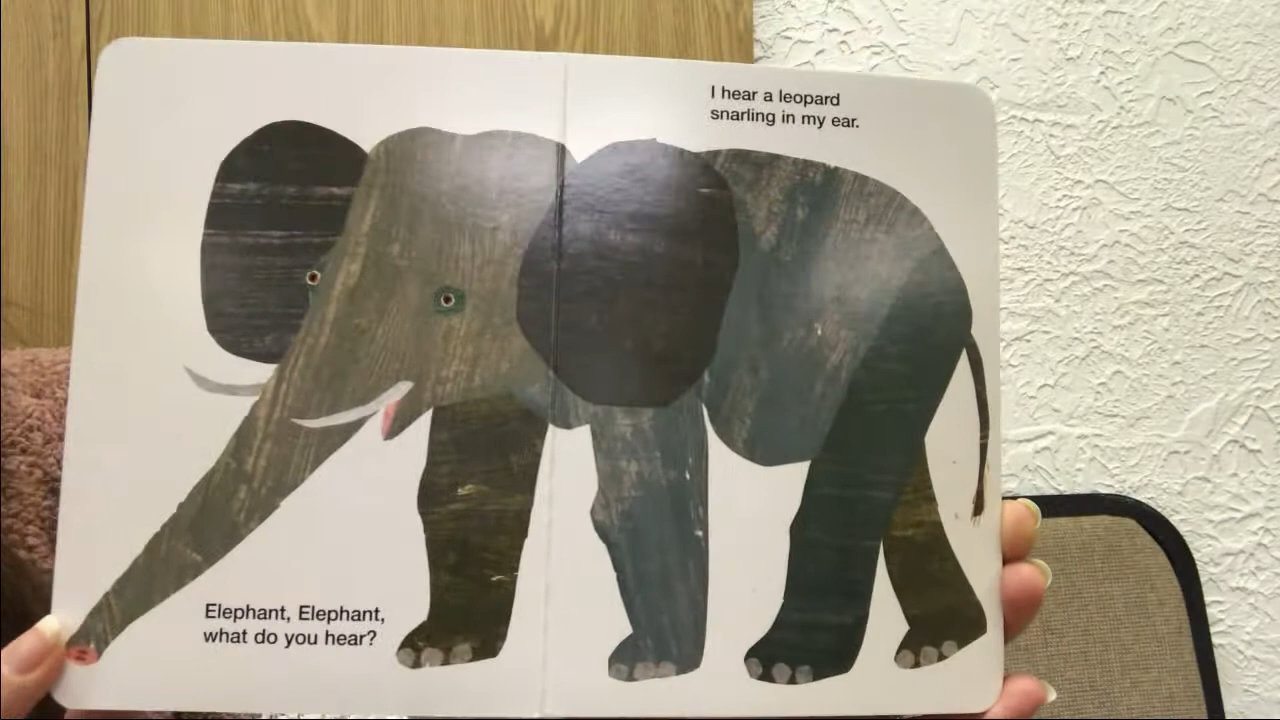 Elephant, Elephant,
what do you hear?
I hear a leopard
snarling in my ear.